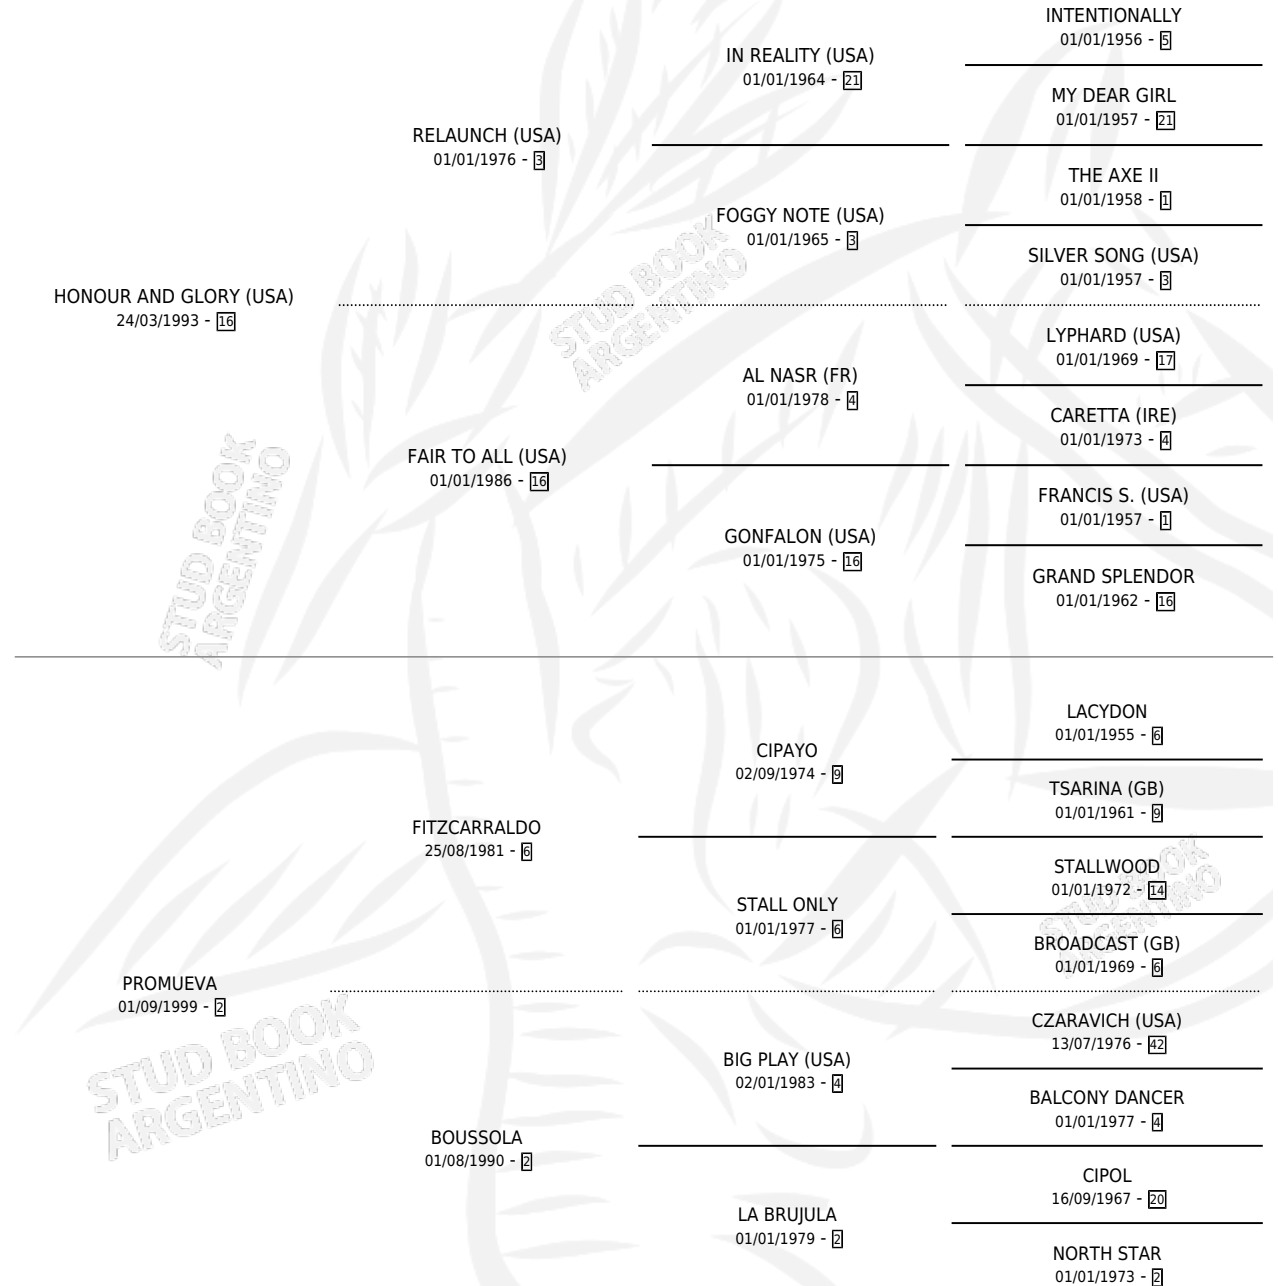 INTENTIONALLY
01/01/1956 - 5
IN REALITY (USA)
01/01/1964 - 21
MY DEAR GIRL
01/01/1957 - 21
RELAUNCH (USA)
01/01/1976 - 3
THE AXE II
01/01/1958 - 1
FOGGY NOTE (USA)
01/01/1965 - 3
SILVER SONG (USA)
01/01/1957 - 3
HONOUR AND GLORY (USA)
24/03/1993 - 16
LYPHARD (USA)
01/01/1969 - 17
AL NASR (FR)
01/01/1978 - 4
CARETTA (IRE)
01/01/1973 - 4
FAIR TO ALL (USA)
01/01/1986 - 16
FRANCIS S. (USA)
01/01/1957 - 1
GONFALON (USA)
01/01/1975 - 16
GRAND SPLENDOR
01/01/1962 - 16
STUD BOOK
ARGENTINO
STUD BOOK
ARGENTINO
LACYDON
01/01/1955 - 6
CIPAYO
02/09/1974 - 9
TSARINA (GB)
01/01/1961 - 9
FITZCARRALDO
25/08/1981 - 6
STALLWOOD
01/01/1972 - 14
STALL ONLY
01/01/1977 - 6
BROADCAST (GB)
01/01/1969 - 6
PROMUEVA
01/09/1999 - 2
CZARAVICH (USA)
13/07/1976 - 42
BIG PLAY (USA)
02/01/1983 - 4
BALCONY DANCER
01/01/1977 - 4
BOUSSOLA
01/08/1990 - 2
CIPOL
16/09/1967 - 20
LA BRUJULA
01/01/1979 - 2
NORTH STAR
01/01/1973 - 2
STUD BOOK
ARGENTINO
STUD BOOK
ARGENTINO